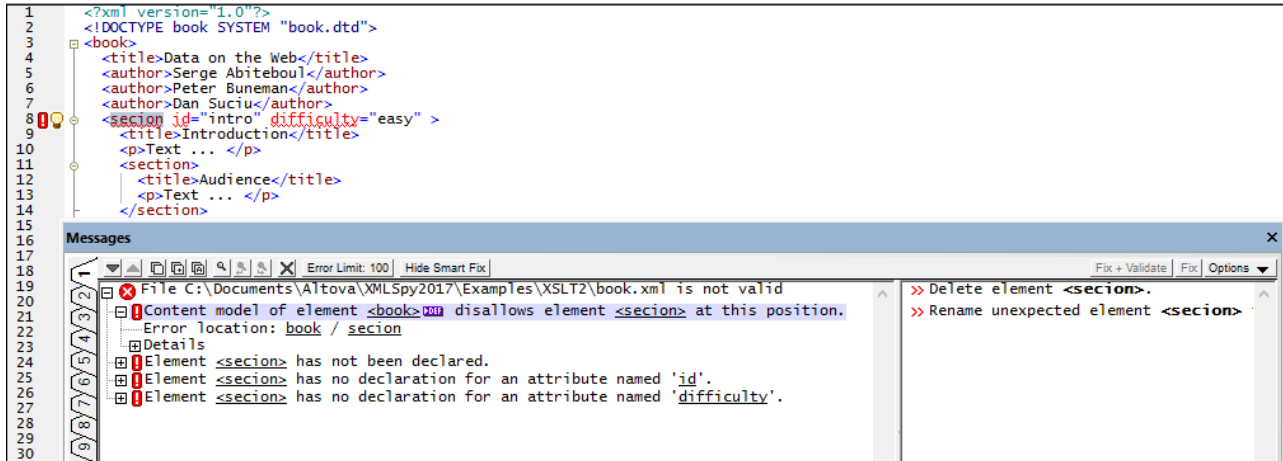 1 <?xml version="1.0"?>
2 <!DOCTYPE book SYSTEM "book.dtd">
3 <book>
4 <title>Data on the Web</title>
5 <author>Serge Abiteboul</author>
6 <author>Peter Buneman</author>
7 <author>Dan Suciu</author>
8 <secion id="intro" difficulty="easy" >
9 <title>Introduction</title>
10 <p>Text ... </p>
11 <section>
12 <title>Audience</title>
13 <p>Text ... </p>
14 </section>
15
16
17
18
19
20
21
22
23
24
25
26
27
28
29
30
Messages
Error Limit: 100 Hide Smart Fix Fix + Validate Fix Options
1
2
3
4
5
6
7
8
9
File C:\Documents\Altova\XMLSpy2017\Examples\XSLT2\book.xml is not valid
Content model of element <book> DEF disallows element <secion> at this position.
Error location: book / secion
Details
Element <secion> has not been declared.
Element <secion> has no declaration for an attribute named 'id'.
Element <secion> has no declaration for an attribute named 'difficulty'.
>> Delete element <secion>.
>> Rename unexpected element <secion>